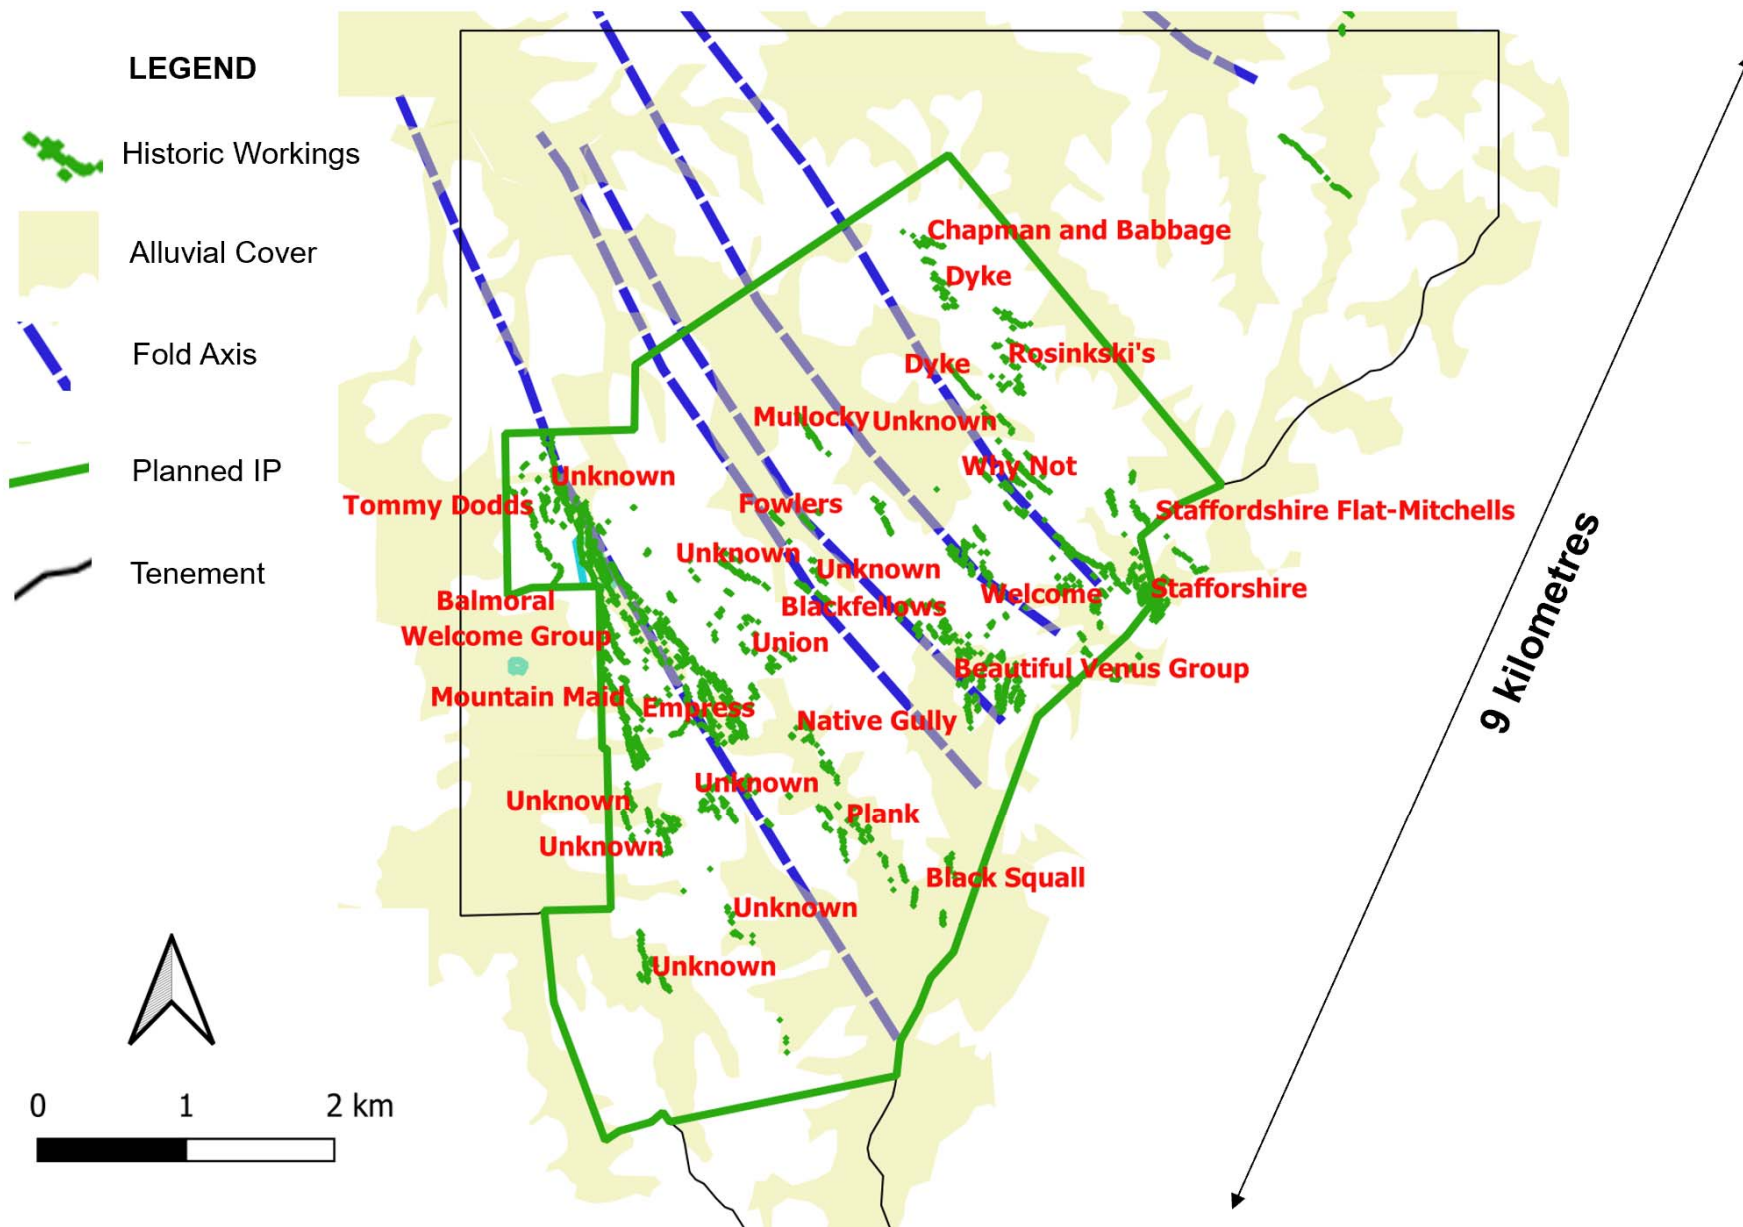 LEGEND
Historic Workings
Alluvial Cover
Fold Axis
Planned IP
Tenement
0 1 2 km
Chapman and Babbage
Dyke
Rosinkski's
Dyke
Mullocky
Unknown
Why Not
Unknown
Tommy Dodds
Fowlers
Staffordshire Flat-Mitchells
Unknown
Unknown
Welcome
Stafforshire
Balmoral
Blackfellows
Welcome Group
Union
Beautiful Venus Group
Mountain Maid
Empress
Native Gully
Unknown
Unknown
Plank
Unknown
Black Squall
Unknown
Unknown
9 kilometres